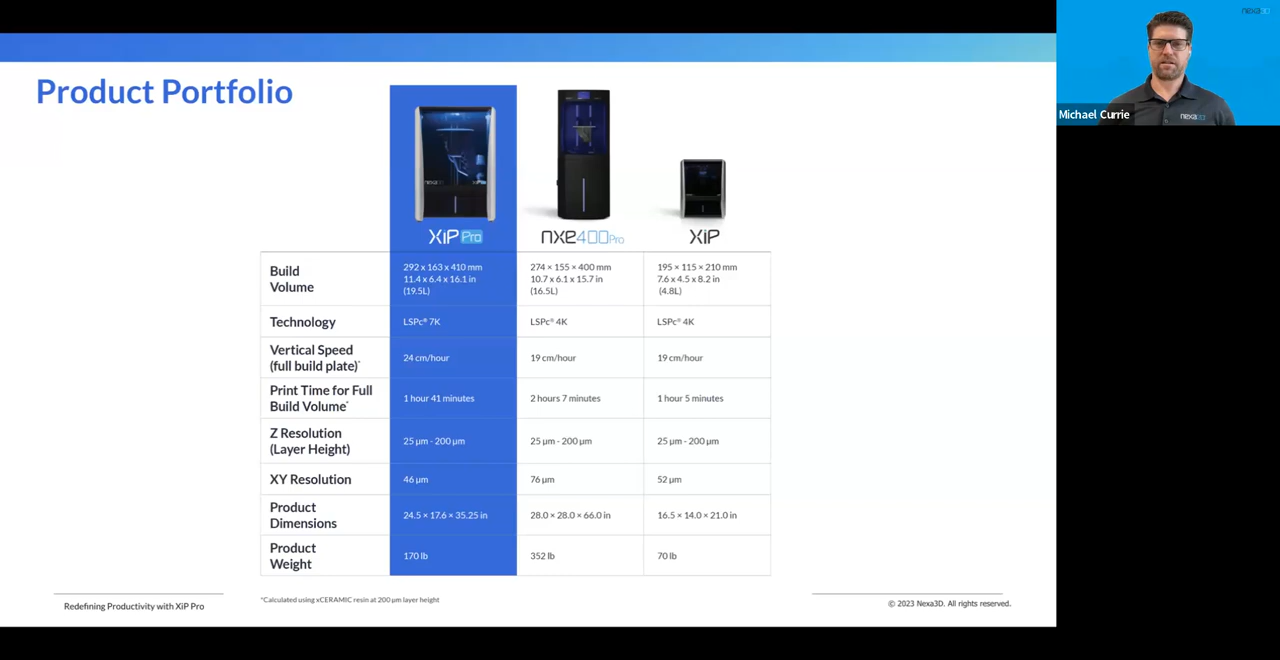 nexa3D
Michael Currie
nexa3D
Product Portfolio
XiP Pro
NXE400Pro
XiP
Build
Volume
292 x 163 x 410 mm
11.4 x 6.4 x 16.1 in
(19.5L)
274 × 155 × 400 mm
10.7 x 6.1 x 15.7 in
(16.5L)
195 × 115 × 210 mm
7.6 x 4.5 x 8.2 in
(4.8L)
Technology
LSPc® 7K
LSPc® 4K
LSPc® 4K
Vertical Speed
(full build plate)*
24 cm/hour
19 cm/hour
19 cm/hour
Print Time for Full
Build Volume*
1 hour 41 minutes
2 hours 7 minutes
1 hour 5 minutes
Z Resolution
(Layer Height)
25 µm - 200 µm
25 µm - 200 µm
25 µm - 200 µm
XY Resolution
46 µm
76 µm
52 µm
Product
Dimensions
24.5 × 17.6 × 35.25 in
28.0 × 28.0 × 66.0 in
16.5 × 14.0 × 21.0 in
Product
Weight
170 lb
352 lb
70 lb
*Calculated using xCERAMIC resin at 200 µm layer height
Redefining Productivity with XiP Pro
© 2023 Nexa3D. All rights reserved.